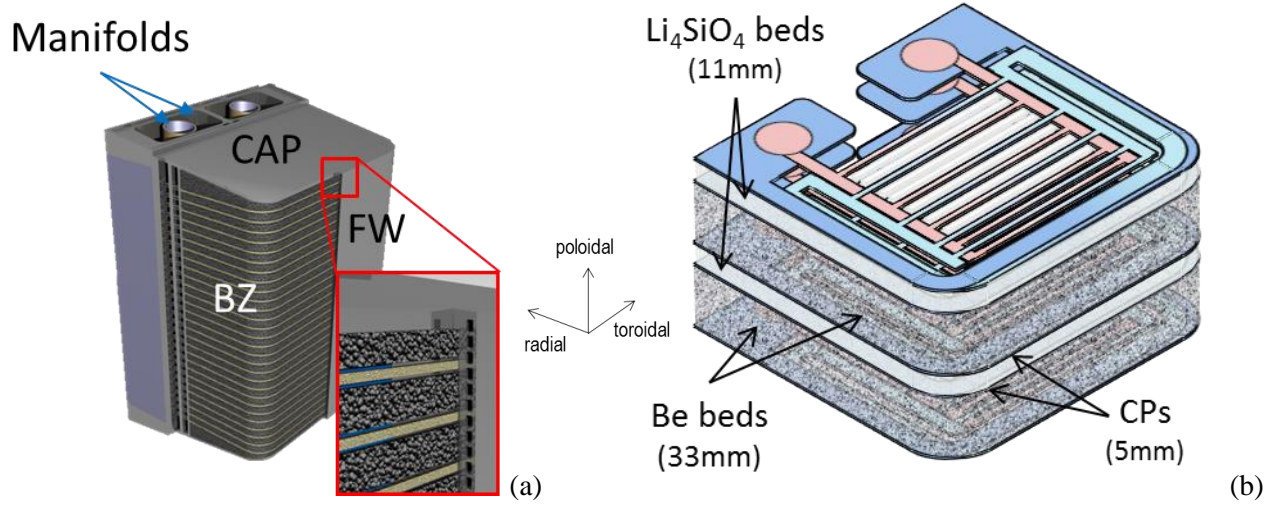 Manifolds
CAP
FW
BZ
(a)
poloidal
toroidal
radial
Li₄SiO₄ beds
(11mm)
Be beds
(33mm)
CPs
(5mm)
(b)